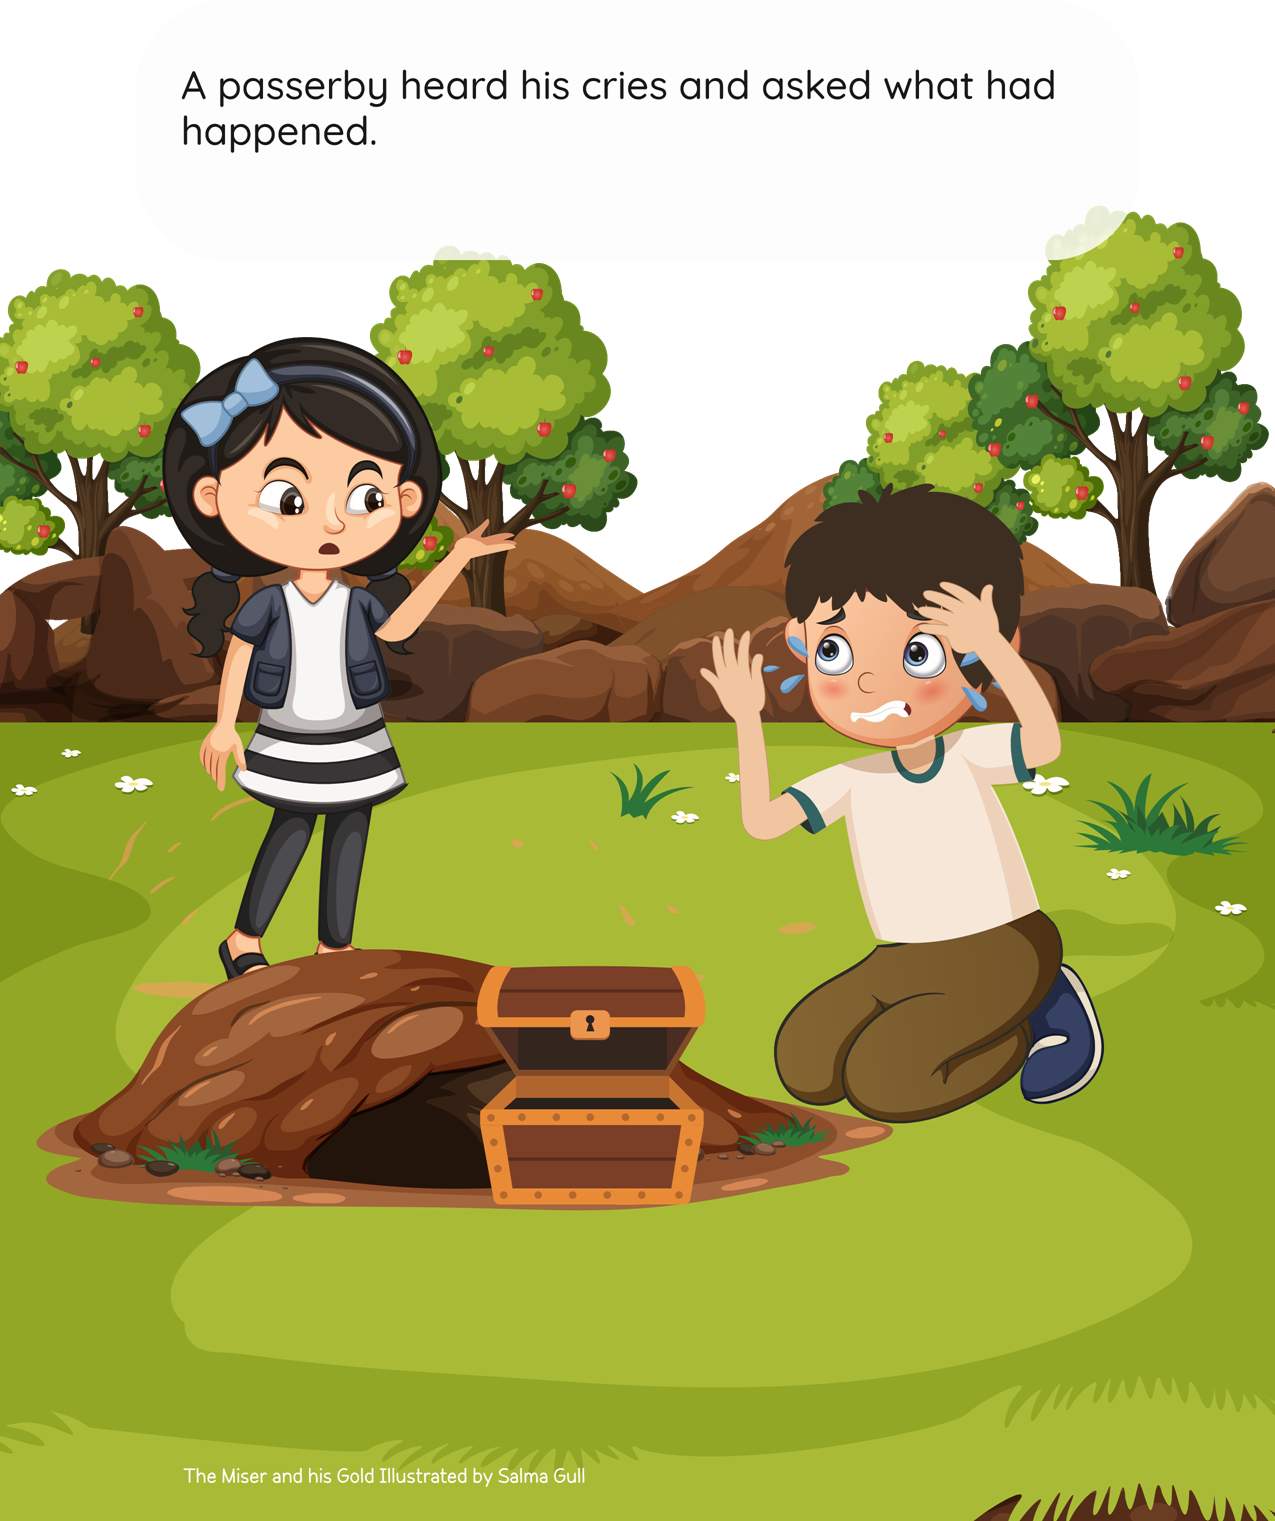 A passerby heard his cries and asked what had
happened.
The Miser and his Gold Illustrated by Salma Gull